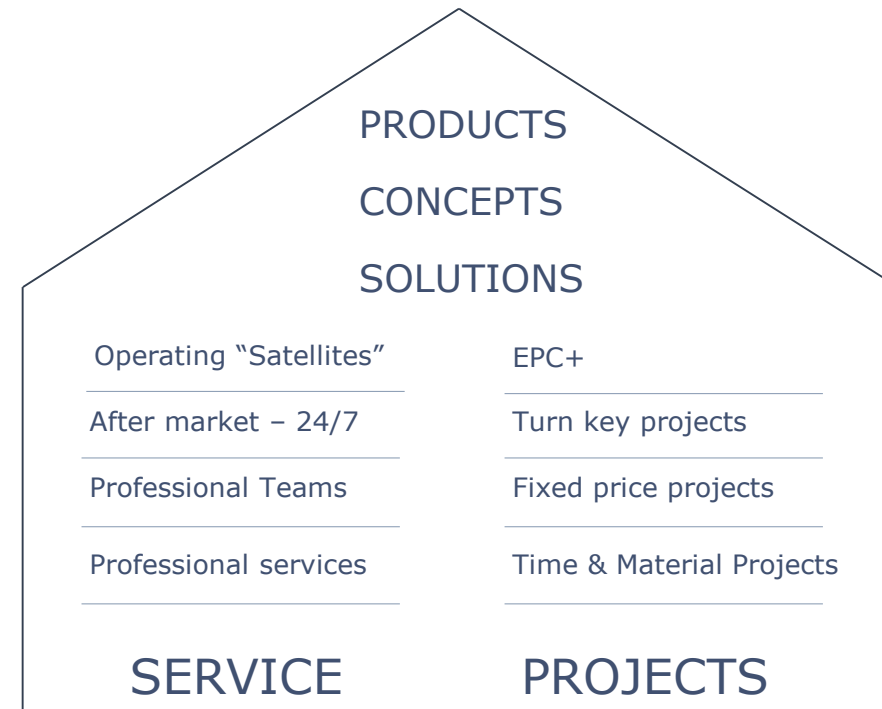 PRODUCTS
CONCEPTS
SOLUTIONS
Operating “Satellites”
After market – 24/7
Professional Teams
Professional services
SERVICE
EPC+
Turn key projects
Fixed price projects
Time & Material Projects
PROJECTS